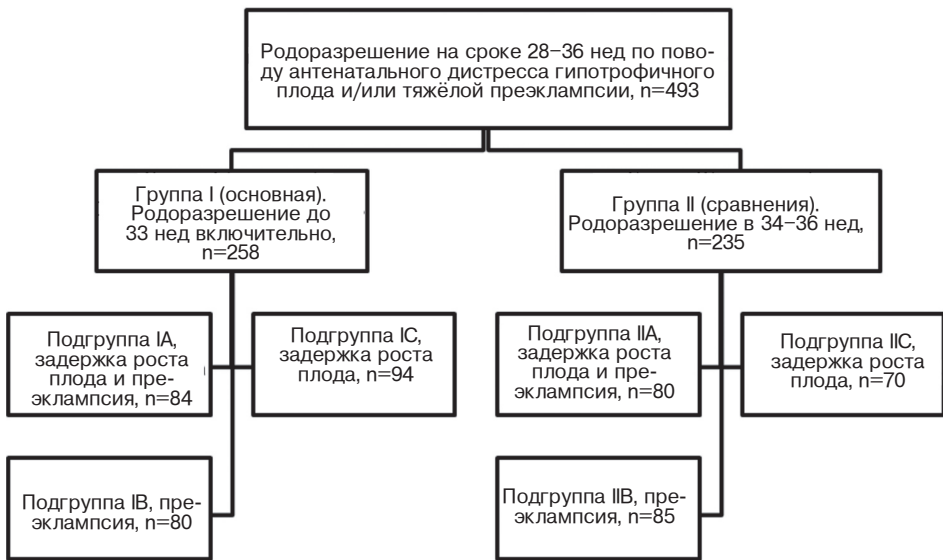 Родоразрешение на сроке 28–36 нед по пово-
ду антенатального дистресса гипотрофичного
плода и/или тяжёлой преэклампсии, n=493
Группа I (основная).
Родоразрешение до
33 нед включительно,
n=258
Группа II (сравнения).
Родоразрешение в 34–36 нед,
n=235
Подгруппа IA,
задержка роста
плода и пре-
эклампсия, n=84
Подгруппа IC,
задержка роста
плода, n=94
Подгруппа IIA,
задержка роста
плода и пре-
эклампсия, n=80
Подгруппа IIC,
задержка роста
плода, n=70
Подгруппа IB, пре-
эклампсия, n=80
Подгруппа IIB, пре-
эклампсия, n=85